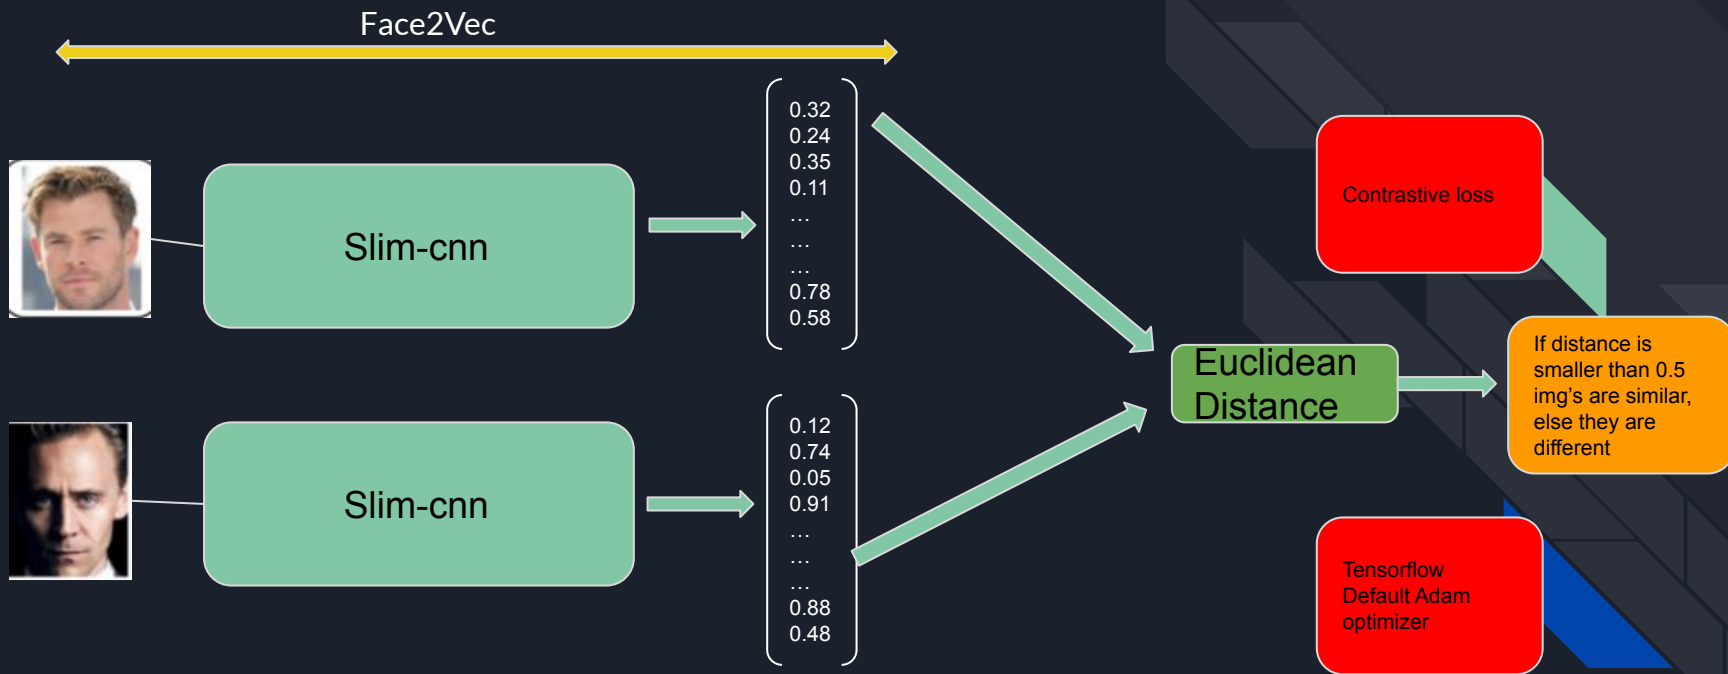 Face2Vec
Slim-cnn
0.32
0.24
0.35
0.11
...
...
...
0.78
0.58
Slim-cnn
0.12
0.74
0.05
0.91
...
...
...
0.88
0.48
Euclidean
Distance
Contrastive loss
If distance is
smaller than 0.5
img's are similar,
else they are
different
Tensorflow
Default Adam
optimizer